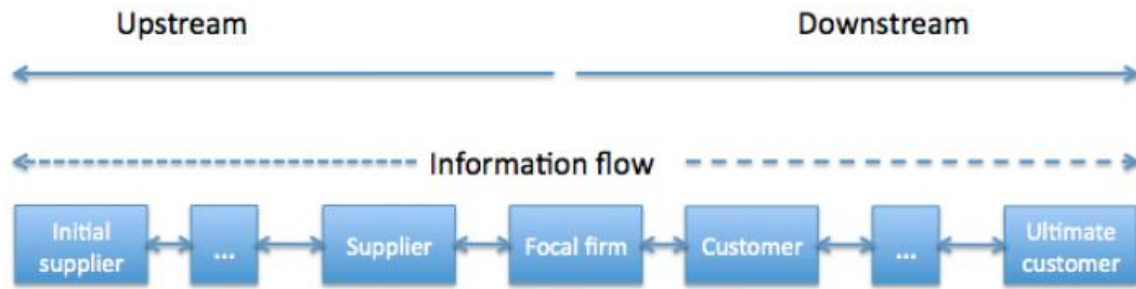 Upstream
Downstream
Information flow
Initial
supplier
...
Supplier
Focal firm
Customer
...
Ultimate
customer